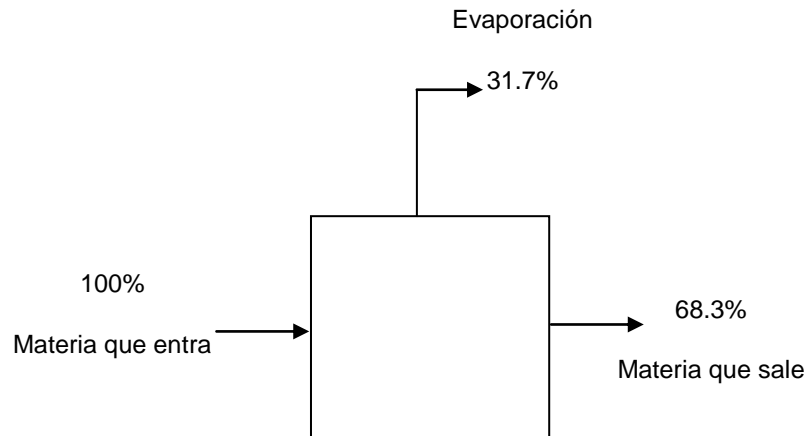 Evaporación
31.7%
100%
Materia que entra
68.3%
Materia que sale